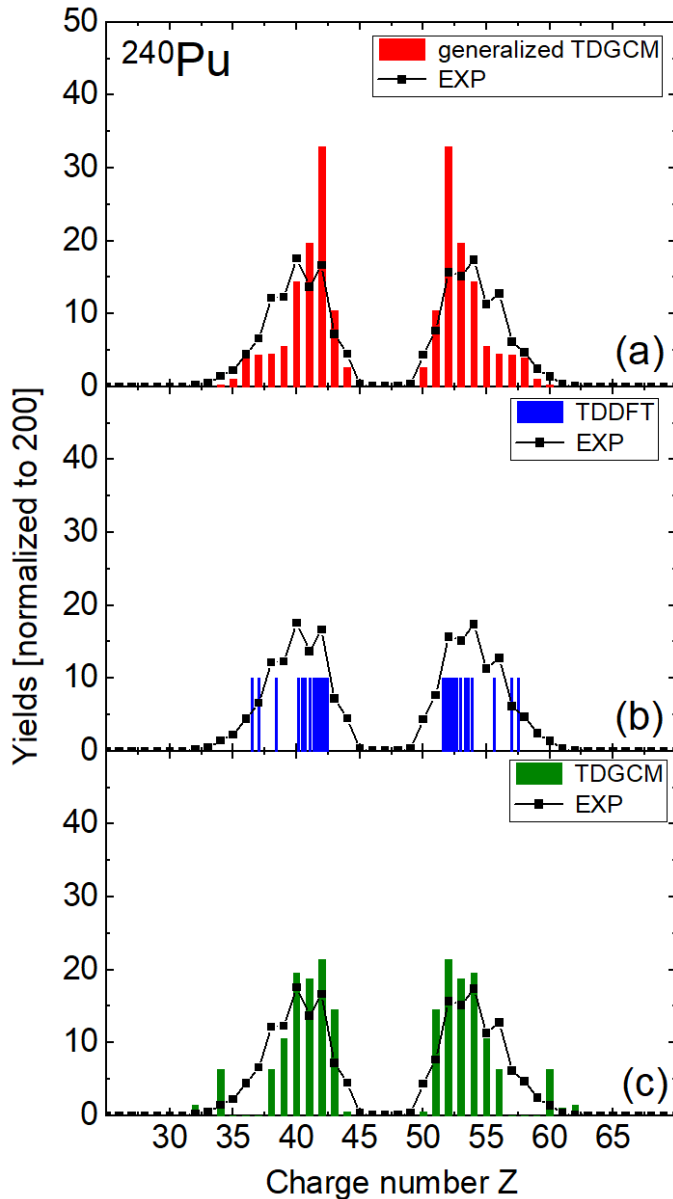 50
²⁴⁰Pu
generalized TDGCM
EXP
40
30
20
10
(a)
0
TDDFT
EXP
40
30
20
10
(b)
0
TDGCM
EXP
40
30
20
10
(c)
0
30 35 40 45 50 55 60 65
Charge number Z
Yields [normalized to 200]